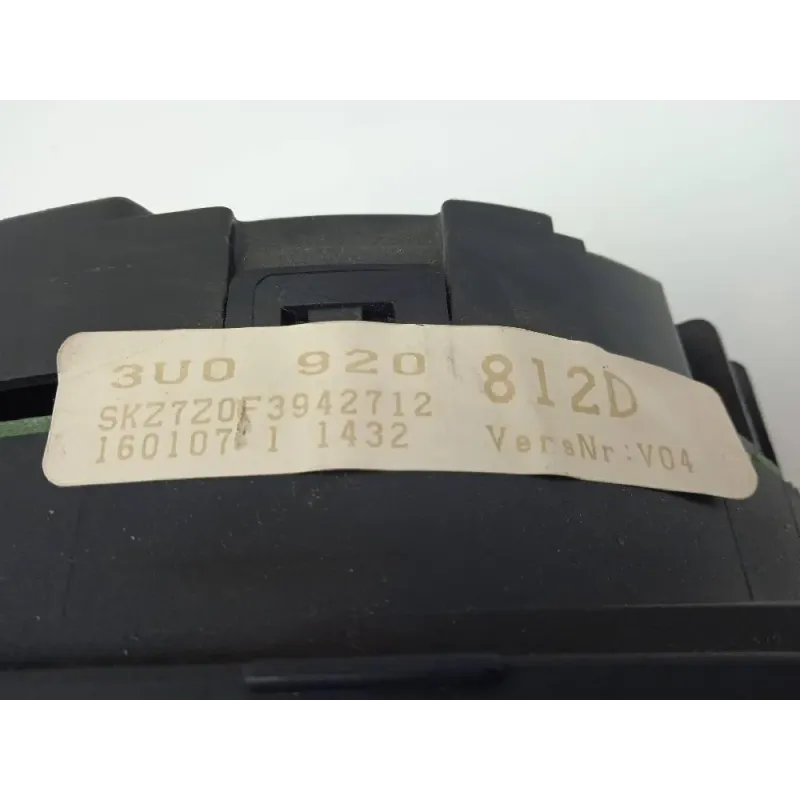 3U0 920 812D
SKZ7Z0F3942712
160107 1 1432 VersNr:V04